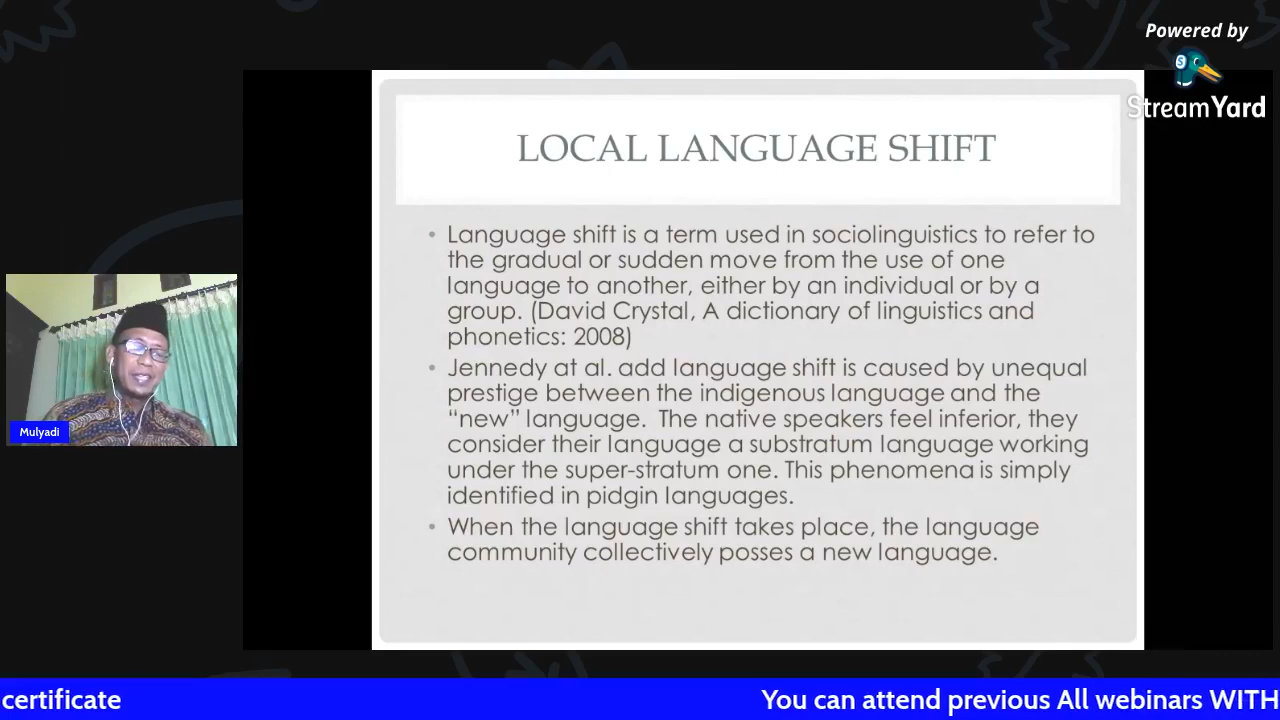 Powered by
StreamYard
LOCAL LANGUAGE SHIFT
• Language shift is a term used in sociolinguistics to refer to
the gradual or sudden move from the use of one
language to another, either by an individual or by a
group. (David Crystal, A dictionary of linguistics and
phonetics: 2008)
• Jennedy at al. add language shift is caused by unequal
prestige between the indigenous language and the
“new” language.  The native speakers feel inferior, they
consider their language a substratum language working
under the super-stratum one. This phenomena is simply
identified in pidgin languages.
• When the language shift takes place, the language
community collectively posses a new language.
Mulyadi
certificate You can attend previous All webinars WITH